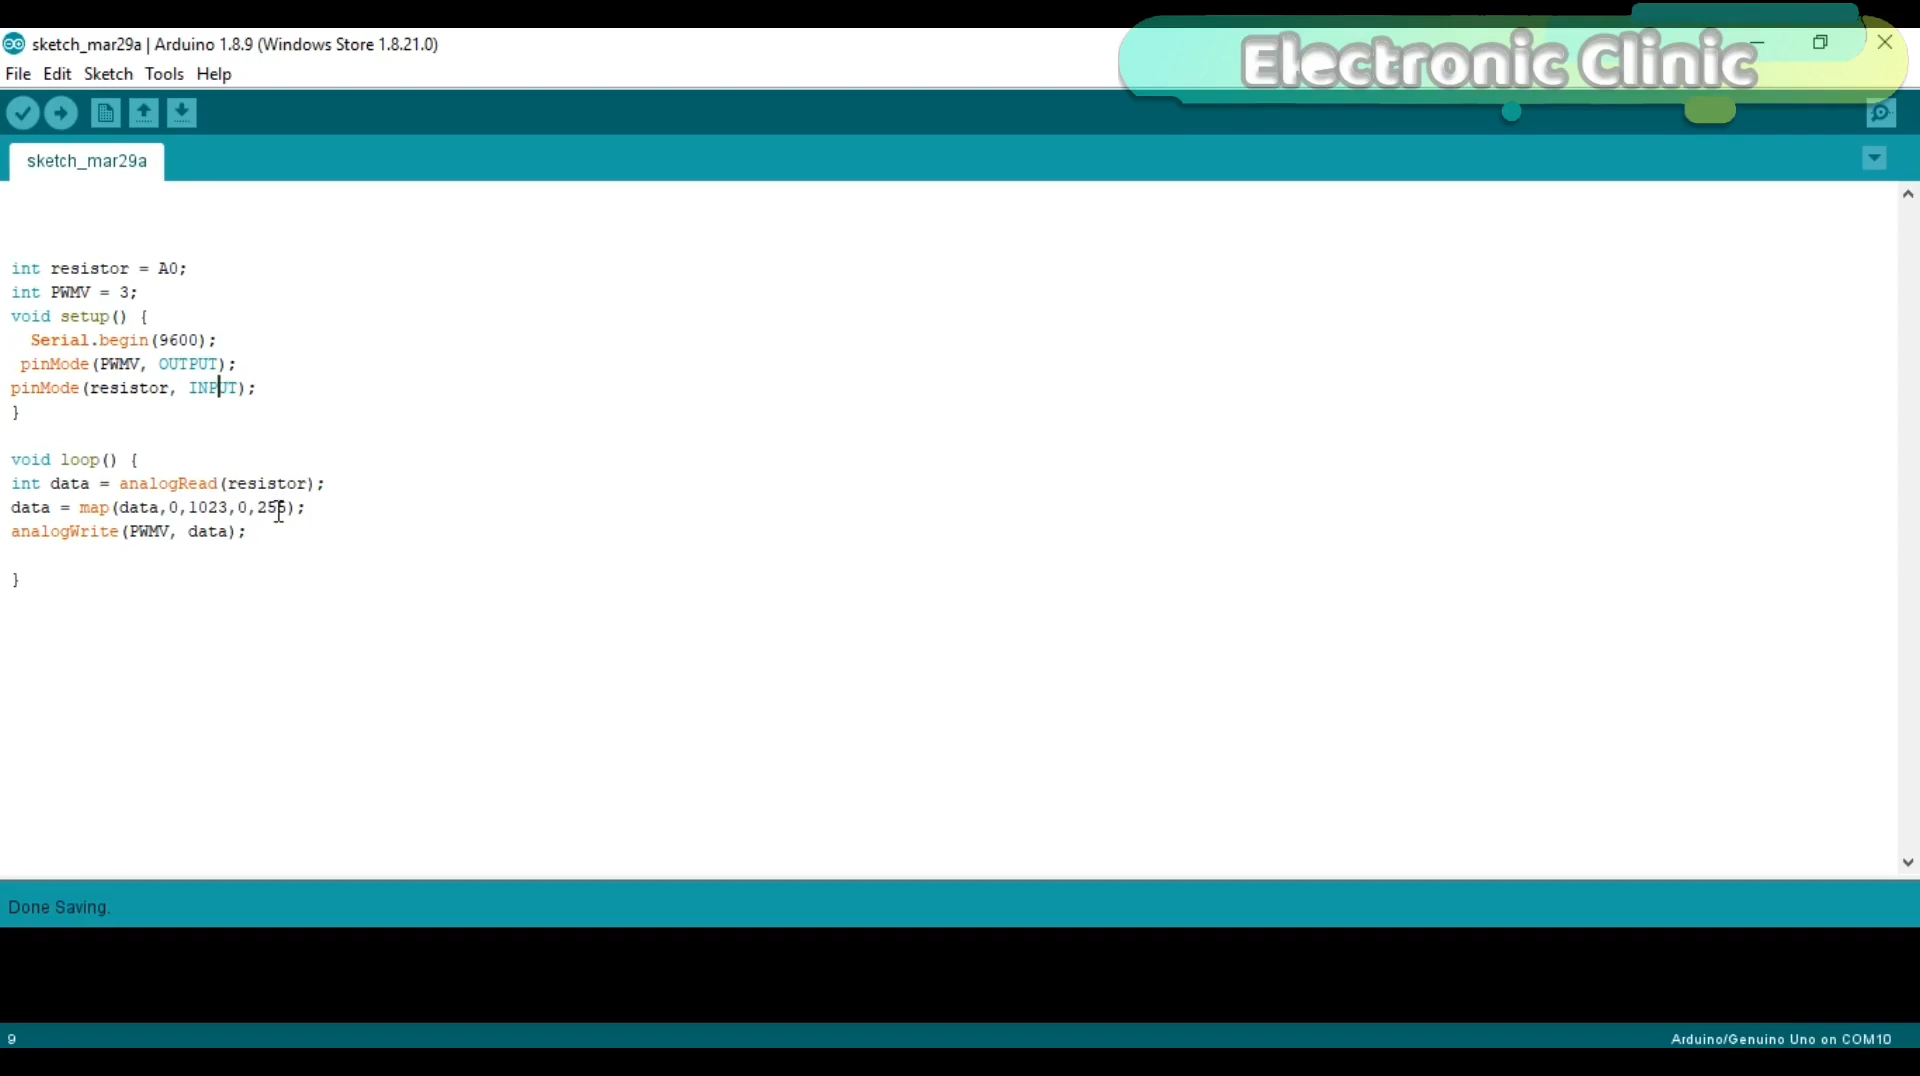 sketch_mar29a | Arduino 1.8.9 (Windows Store 1.8.21.0)
Electronic Clinic
File Edit Sketch Tools Help
sketch_mar29a
int resistor = A0;
int PWMV = 3;
void setup() {
  Serial.begin(9600);
 pinMode(PWMV, OUTPUT);
pinMode(resistor, INPUT);
}
void loop() {
int data = analogRead(resistor);
data = map(data,0,1023,0,255);
analogWrite(PWMV, data);
}
Done Saving.
9
Arduino/Genuino Uno on COM10